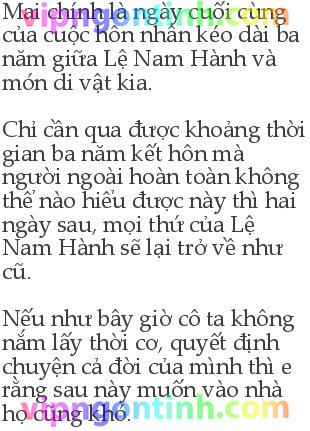 Mai chính là ngày cuối cùng
vipngontinh.com
của cuộc hôn nhân kéo dài ba
năm giữa Lệ Nam Hành và
món di vật kia.
Chỉ cần qua được khoảng thời
gian ba năm kết hôn mà
người ngoài hoàn toàn không
thể nào hiểu được này thì hai
ngày sau, mọi thứ của Lệ
Nam Hành sẽ lại trở về như
cũ.
Nếu như bây giờ cô ta không
nắm lấy thời cơ, quyết định
chuyện cả đời của mình thì e
rằng sau này muốn vào nhà
họ cũng khó.
vipngontinh.com